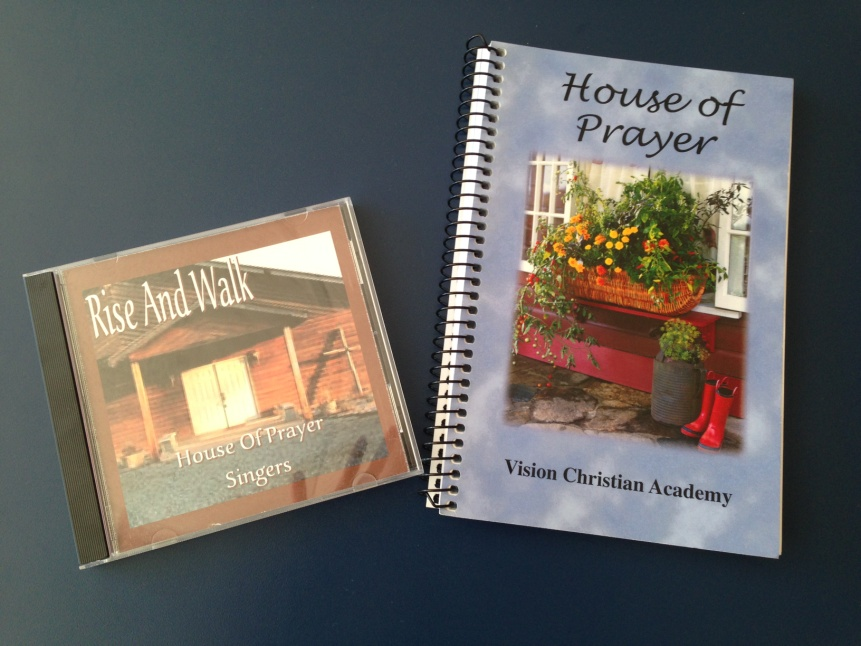 Rise And Walk
House Of Prayer
Singers
House of
Prayer
Vision Christian Academy